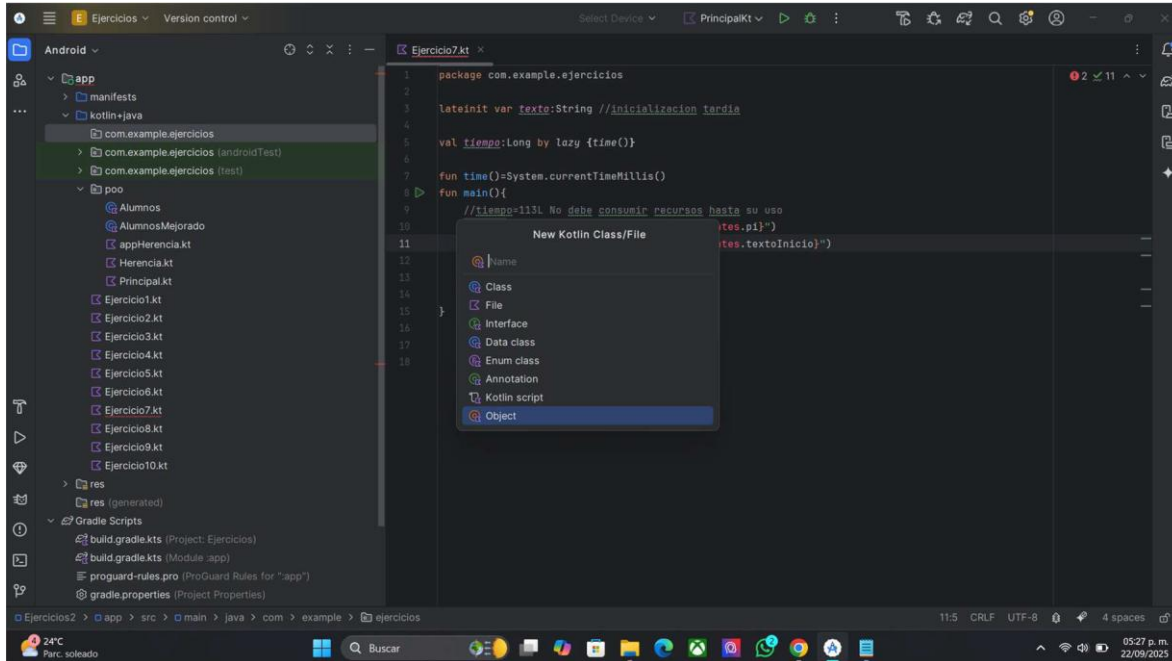 E Ejercicios Version control Select Device PrincipalKt
Android
Ejercicio7.kt
app
manifests
kotlin+java
com.example.ejercicios
com.example.ejercicios (androidTest)
com.example.ejercicios (test)
poo
Alumnos
AlumnosMejorado
appHerencia.kt
Herencia.kt
Principal.kt
Ejercicio1.kt
Ejercicio2.kt
Ejercicio3.kt
Ejercicio4.kt
Ejercicio5.kt
Ejercicio6.kt
Ejercicio7.kt
Ejercicio8.kt
Ejercicio9.kt
Ejercicio10.kt
res
res (generated)
Gradle Scripts
build.gradle.kts (Project: Ejercicios)
build.gradle.kts (Module :app)
proguard-rules.pro (ProGuard Rules for ":app")
gradle.properties (Project Properties)
1 package com.example.ejercicios
2
3 lateinit var texto:String //inicializacion tardia
4
5 val tiempo:Long by lazy {time()}
6
7 fun time()=System.currentTimeMillis()
8 fun main(){
9 //tiempo=113L No debe consumir recursos hasta su uso
10 tes.pi}")
11 tes.textoInicio}")
12
13
14
15 }
16
17
18
2 11
New Kotlin Class/File
Name
Class
File
Interface
Data class
Enum class
Annotation
Kotlin script
Object
Ejercicios2 > app > src > main > java > com > example > ejercicios
11:5 CRLF UTF-8 4 spaces
4
24°C
Parc. soleado
Buscar
05:27 p. m.
22/09/2025